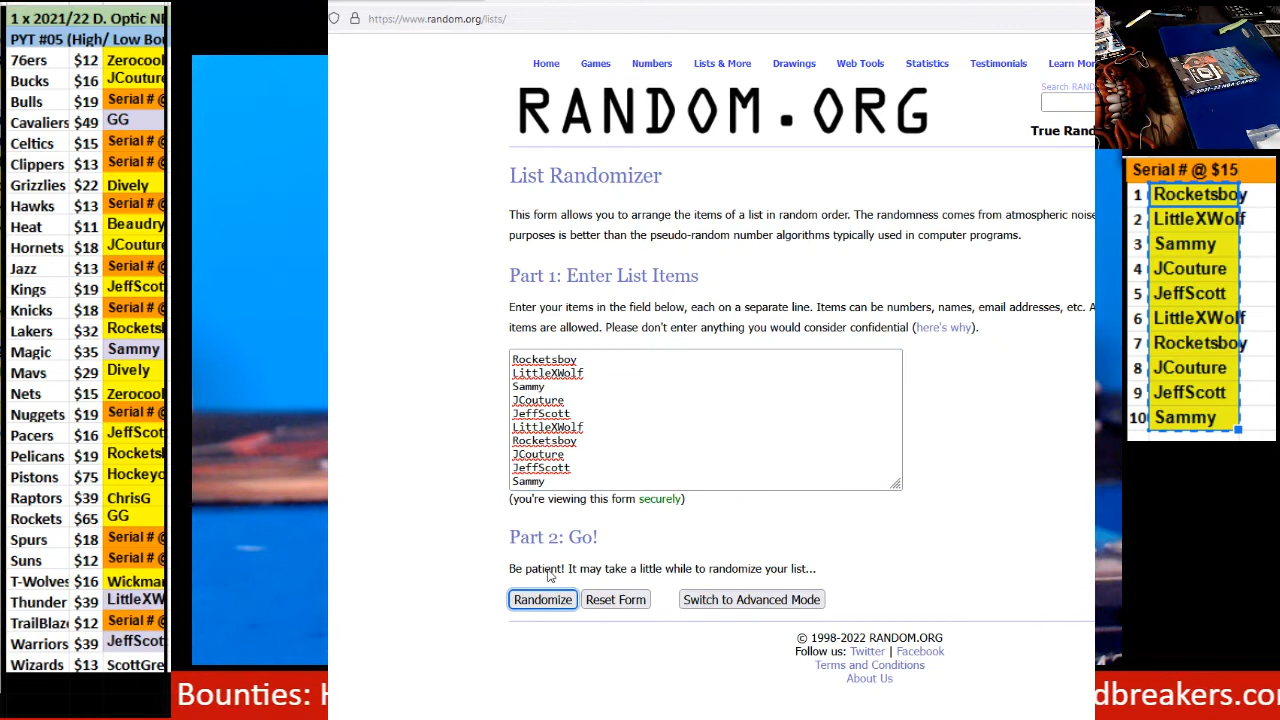 1 x 2021/22 D. Optic
PYT #05 (High/ Low
76ers $12 Zerocool
Bucks $16 JCouture
Bulls $19 Serial # @
Cavaliers $49 GG
Celtics $15 Serial # @
Clippers $13 Serial # @
Grizzlies $22 Dively
Hawks $13 Serial # @
Heat $11 Beaudry
Hornets $18 JCouture
Jazz $13 Serial # @
Kings $19 JeffScot
Knicks $18 Serial # @
Lakers $32 Rockets
Magic $35 Sammy
Mavs $29 Dively
Nets $15 Zerocool
Nuggets $19 Serial # @
Pacers $16 JeffScot
Pelicans $19 Rockets
Pistons $75 Hockey
Raptors $39 ChrisG
Rockets $65 GG
Spurs $18 Serial # @
Suns $12 Serial # @
T-Wolves $16 Wickman
Thunder $39 LittleXW
TrailBlaze $12 Serial # @
Warriors $39 JeffScot
Wizards $13 ScottGre
https://www.random.org/lists/
Home Games Numbers Lists & More Drawings Web Tools Statistics Testimonials Learn Mor
Search RAND
RANDOM.ORG
True Rand
List Randomizer
This form allows you to arrange the items of a list in random order. The randomness comes from atmospheric noise
purposes is better than the pseudo-random number algorithms typically used in computer programs.
Part 1: Enter List Items
Enter your items in the field below, each on a separate line. Items can be numbers, names, email addresses, etc. A
items are allowed. Please don't enter anything you would consider confidential (here's why).
Rocketsboy
LittleXWolf
Sammy
JCouture
JeffScott
LittleXWolf
Rocketsboy
JCouture
JeffScott
Sammy
(you're viewing this form securely)
Part 2: Go!
Be patient! It may take a little while to randomize your list...
Randomize Reset Form Switch to Advanced Mode
© 1998-2022 RANDOM.ORG
Follow us: Twitter | Facebook
Terms and Conditions
About Us
Serial # @ $15
1 Rocketsboy
2 LittleXWolf
3 Sammy
4 JCouture
5 JeffScott
6 LittleXWolf
7 Rocketsboy
8 JCouture
9 JeffScott
10 Sammy
Bounties: dbreakers.co